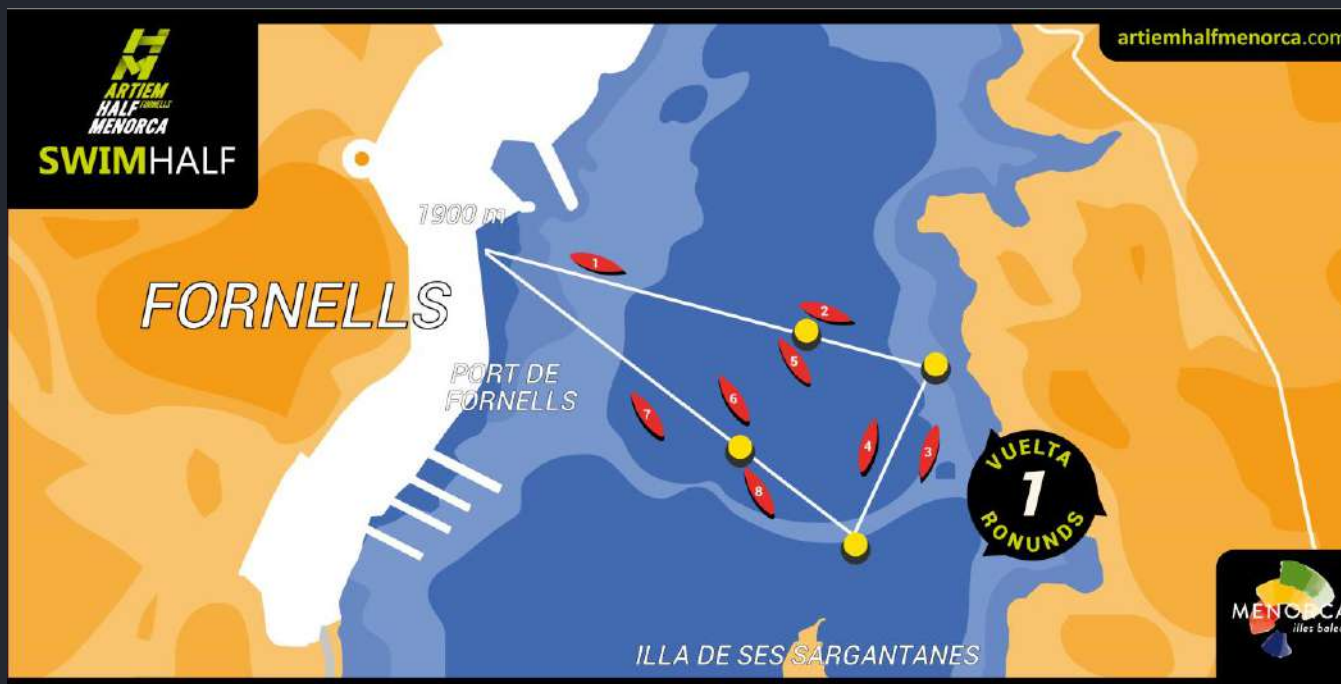 HM
ARTIEM
HALF FORNELLS
MENORCA
SWIMHALF
artiemhalfmenorca.com
1900 m
FORNELLS
PORT DE
FORNELLS
1
2
5
6
7
4
3
8
VUELTA
1
RONUNDS
ILLA DE SES SARGANTANES
MENORCA
illes balea